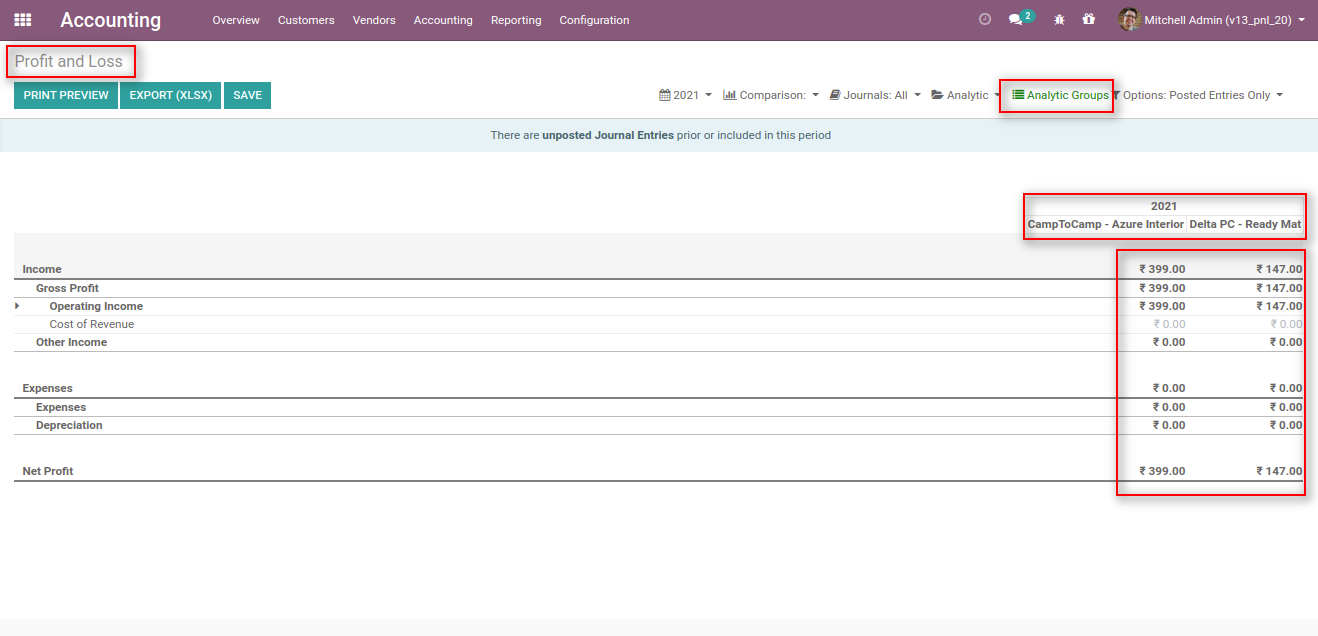 Accounting Overview Customers Vendors Accounting Reporting Configuration 2 Mitchell Admin (v13_pnl_20)
Profit and Loss
PRINT PREVIEW EXPORT (XLSX) SAVE 2021 Comparison: Journals: All Analytic Analytic Groups Options: Posted Entries Only
There are unposted Journal Entries prior or included in this period
2021
CampToCamp - Azure Interior Delta PC - Ready Mat
Income ₹ 399.00 ₹ 147.00
Gross Profit ₹ 399.00 ₹ 147.00
Operating Income ₹ 399.00 ₹ 147.00
Cost of Revenue ₹ 0.00 ₹ 0.00
Other Income ₹ 0.00 ₹ 0.00
Expenses ₹ 0.00 ₹ 0.00
Expenses ₹ 0.00 ₹ 0.00
Depreciation ₹ 0.00 ₹ 0.00
Net Profit ₹ 399.00 ₹ 147.00